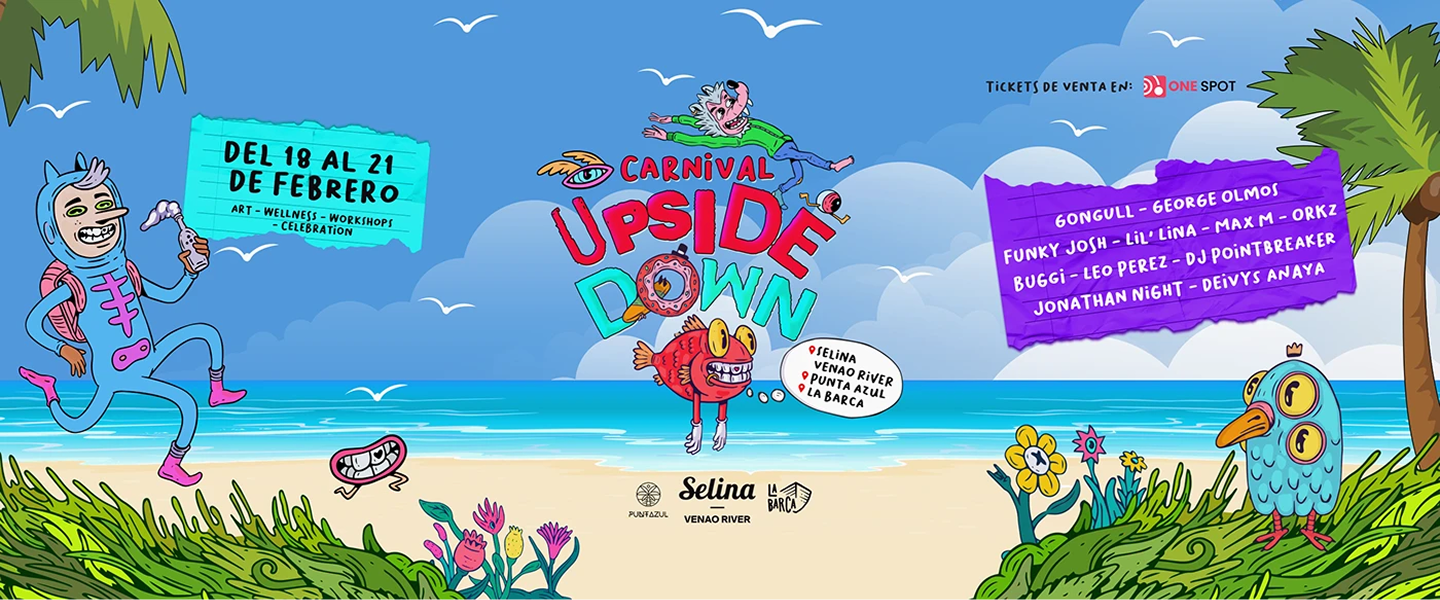 TICKETS DE VENTA EN: ONE SPOT
DEL 18 AL 21
DE FEBRERO
ART - WELLNESS - WORKSHOPS
- CELEBRATION
CARNIVAL
UPSIDE
DOWN
GONGULL - GEORGE OLMOS
FUNKY JOSH - LIL' LINA - MAX M - ORKZ
BUGGI - LEO PEREZ - DJ POINTBREAKER
JONATHAN NIGHT - DEIVYS ANAYA
SELINA
VENAO RIVER
PUNTA AZUL
LA BARCA
PUNTAZUL
Selina
VENAO RIVER
LA
BARCA